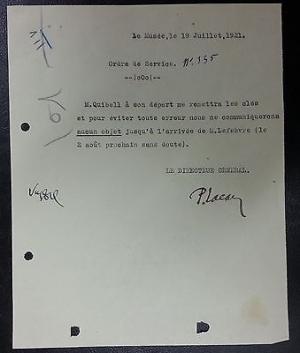 Le Musée, le 19 Juillet, 1921.
Ordre de Service. N. 335
--|oOo|--
M.Quibell à son départ me remettra les clés
et pour éviter toute erreur nous ne communiquerons
aucun objet jusqu'à l'arrivée de M.Lefebvre (le
2 août prochain sans doute).
LE DIRECTEUR GÉNÉRAL.
P. Lacau